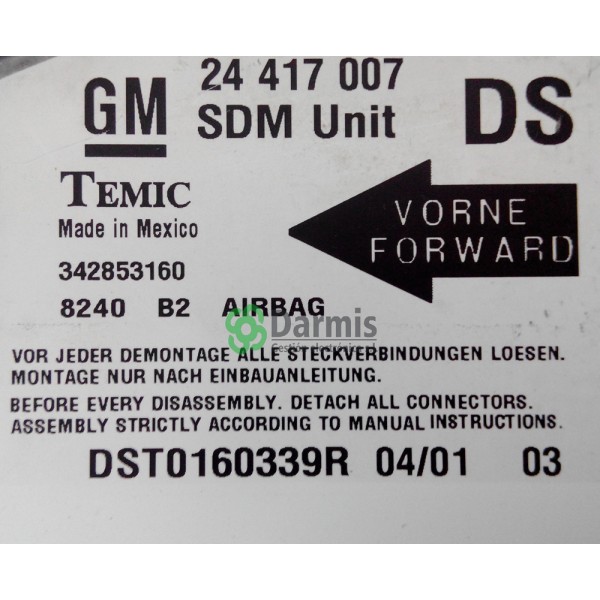 GM
24 417 007
SDM Unit
DS
TEMIC
Made in Mexico
VORNE
FORWARD
342853160
8240 B2 AIRBAG
Darmis
VOR JEDER DEMONTAGE ALLE STECKVERBINDUNGEN LOESEN.
MONTAGE NUR NACH EINBAUANLEITUNG.
BEFORE EVERY DISASSEMBLY. DETACH ALL CONNECTORS.
ASSEMBLY STRICTLY ACCORDING TO MANUAL INSTRUCTIONS.
DST0160339R 04/01 03